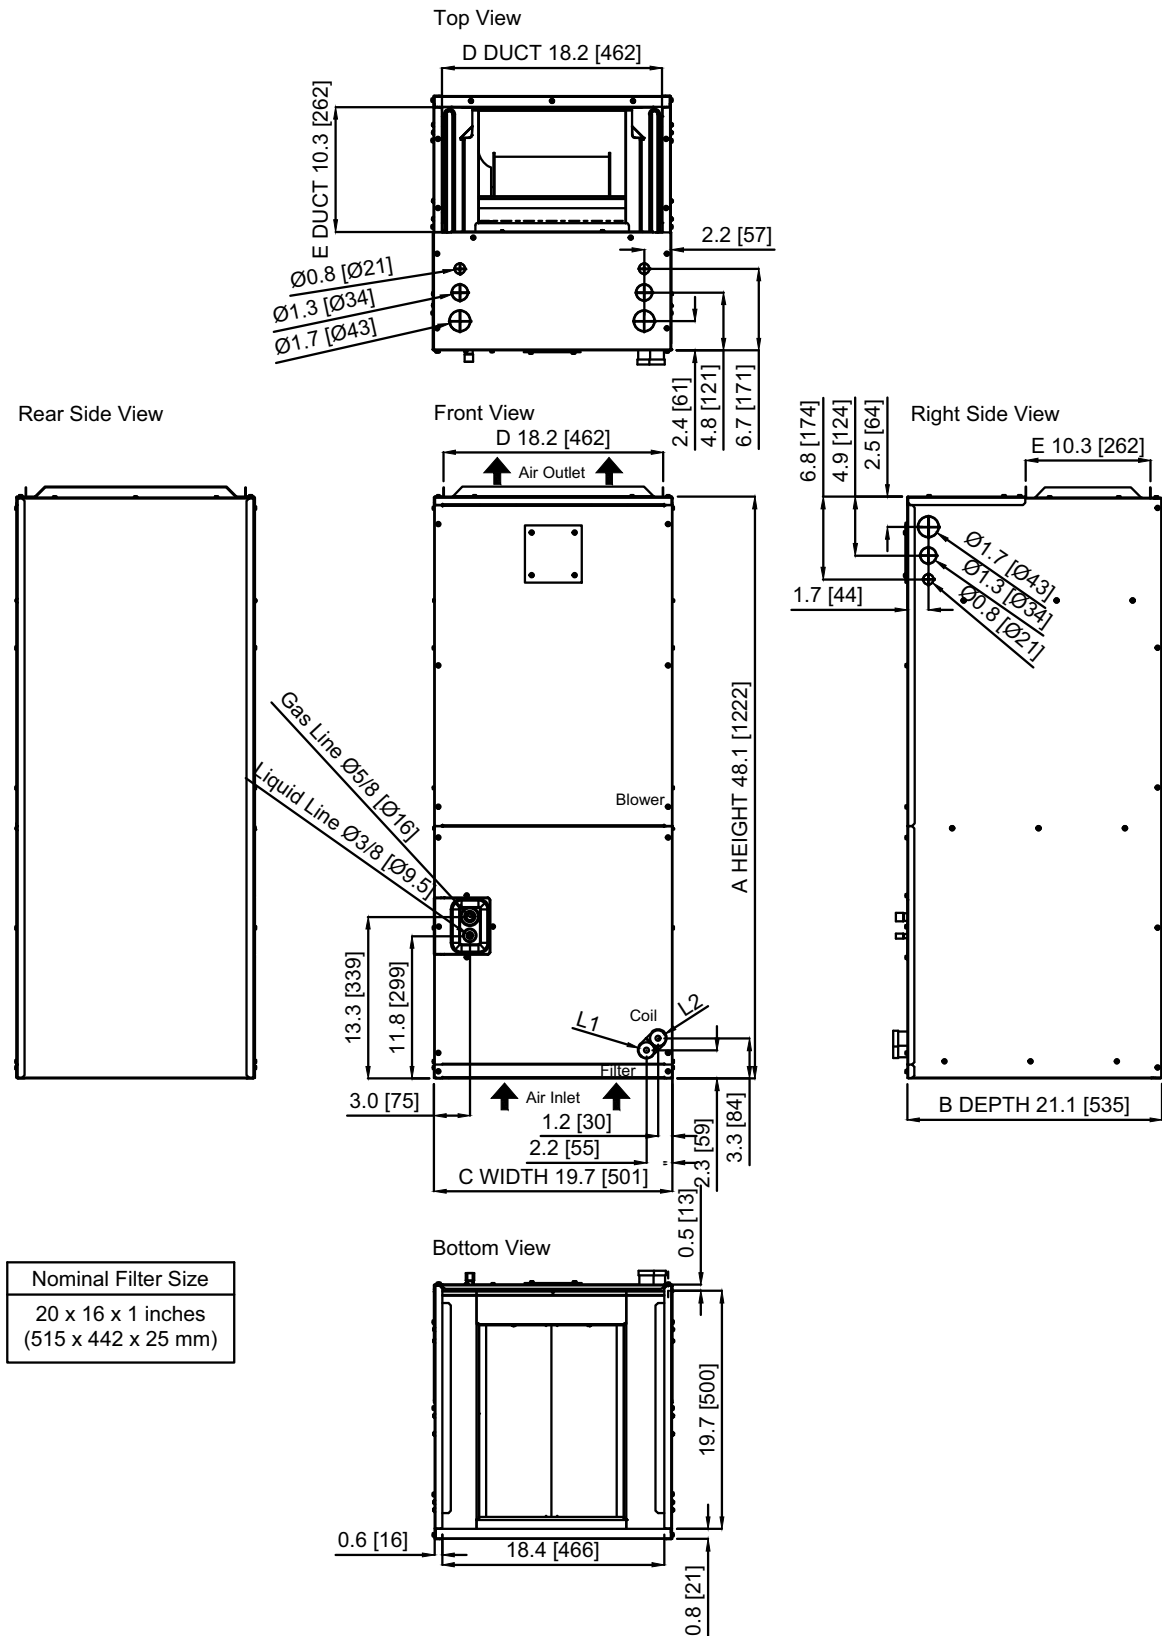 Top View
D DUCT 18.2 [462]
E DUCT 10.3 [262]
2.2 [57]
Ø0.8 [Ø21]
Ø1.3 [Ø34]
Ø1.7 [Ø43]
2.4 [61]
4.8 [121]
6.7 [171]
Rear Side View
Front View
D 18.2 [462]
Air Outlet
Gas Line Ø5/8 [Ø16]
Liquid Line Ø3/8 [Ø9.5]
Blower
A HEIGHT 48.1 [1222]
13.3 [339]
11.8 [299]
Coil
L1
L2
Filter
3.0 [75]
Air Inlet
1.2 [30]
2.2 [55]
C WIDTH 19.7 [501]
2.3 [59]
3.3 [84]
Right Side View
6.8 [174]
4.9 [124]
2.5 [64]
E 10.3 [262]
1.7 [44]
Ø1.7 [Ø43]
Ø1.3 [Ø34]
Ø0.8 [Ø21]
B DEPTH 21.1 [535]
Nominal Filter Size
20 x 16 x 1 inches
(515 x 442 x 25 mm)
Bottom View
0.5 [13]
19.7 [500]
0.6 [16]
18.4 [466]
0.8 [21]